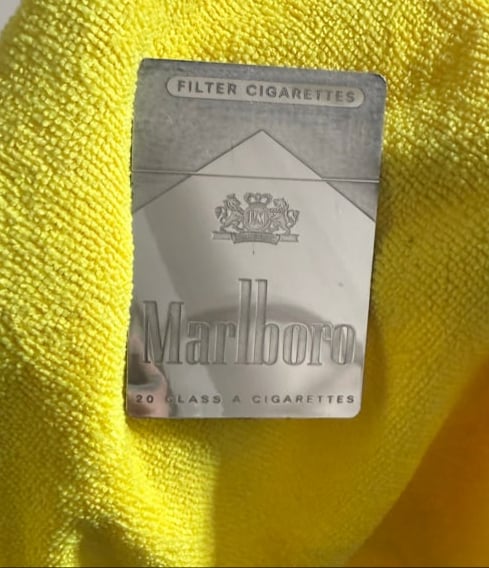 FILTER CIGARETTES
Marlboro
20 CLASS A CIGARETTES